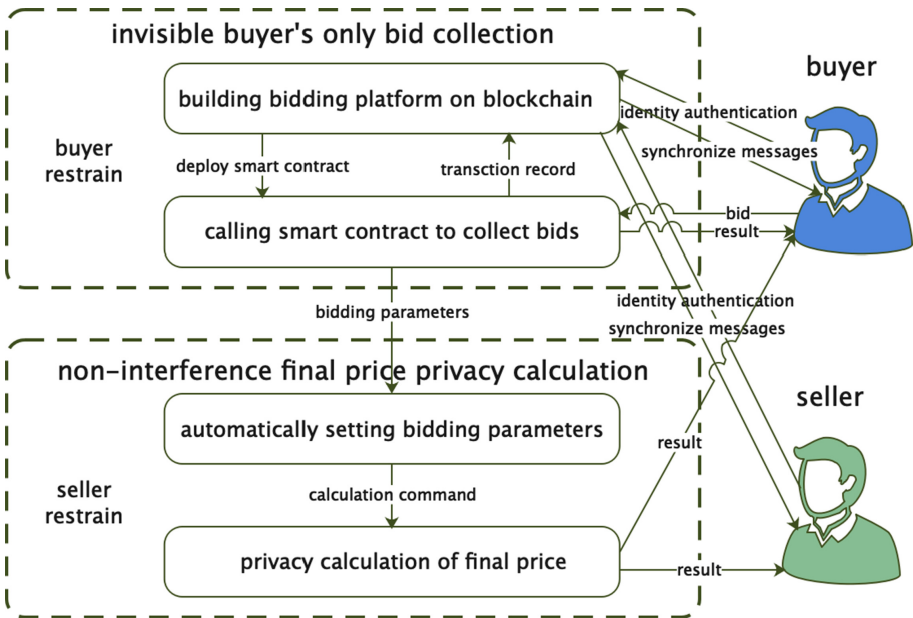 invisible buyer's only bid collection
buyer
building bidding platform on blockchain
identity authentication
buyer
restrain
deploy smart contract
transction record
synchronize messages
calling smart contract to collect bids
bid
result
identity authentication
bidding parameters
synchronize messages
non-interference final price privacy calculation
seller
automatically setting bidding parameters
result
seller
restrain
calculation command
privacy calculation of final price
result